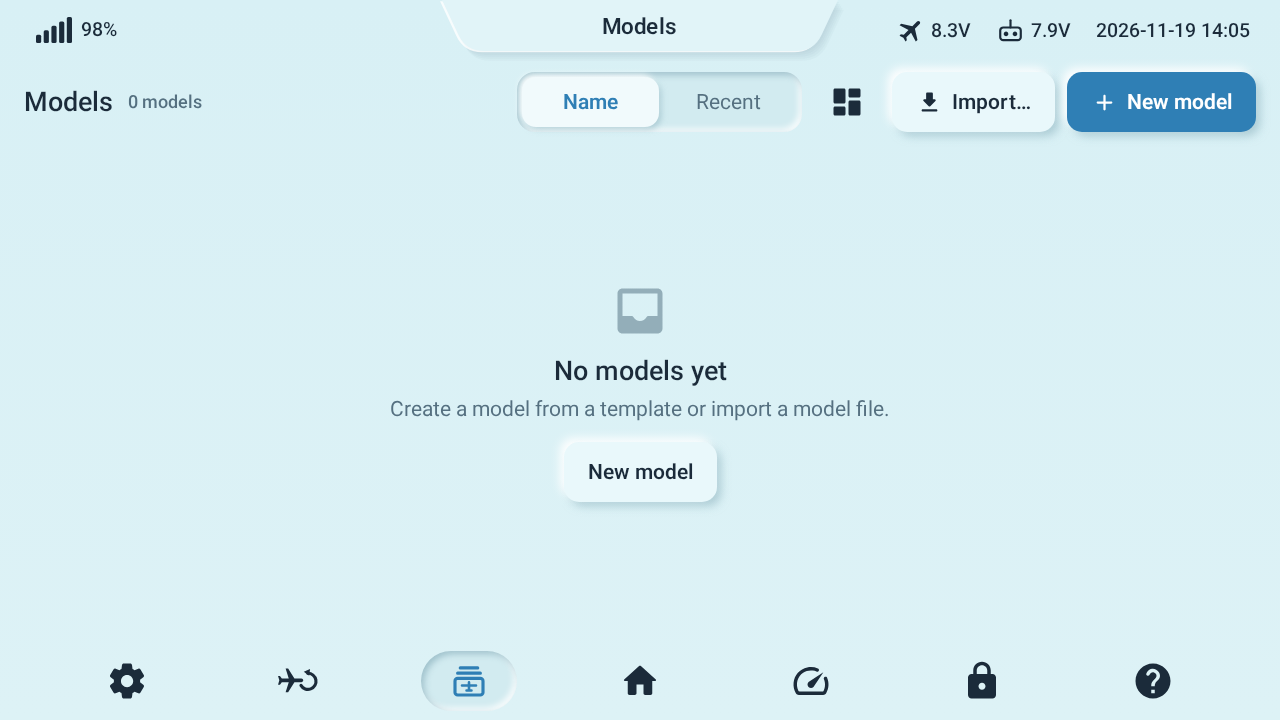 98%
Models
8.3V
7.9V
2026-11-19 14:05
Models
0 models
Name
Recent
Import…
New model
No models yet
Create a model from a template or import a model file.
New model